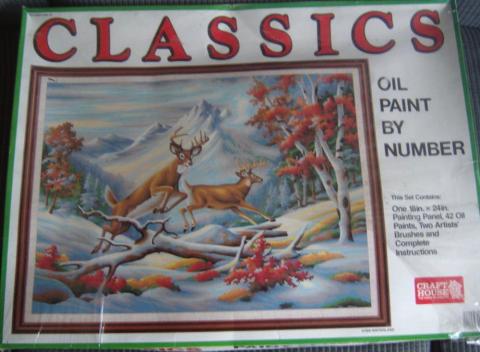 CLASSICS
OIL
PAINT
BY
NUMBER
This Set Contains:
One 18in. × 24in.
Painting Panel, 42 Oil
Paints, Two Artists'
Brushes and
Complete
Instructions
CRAFT
HOUSE